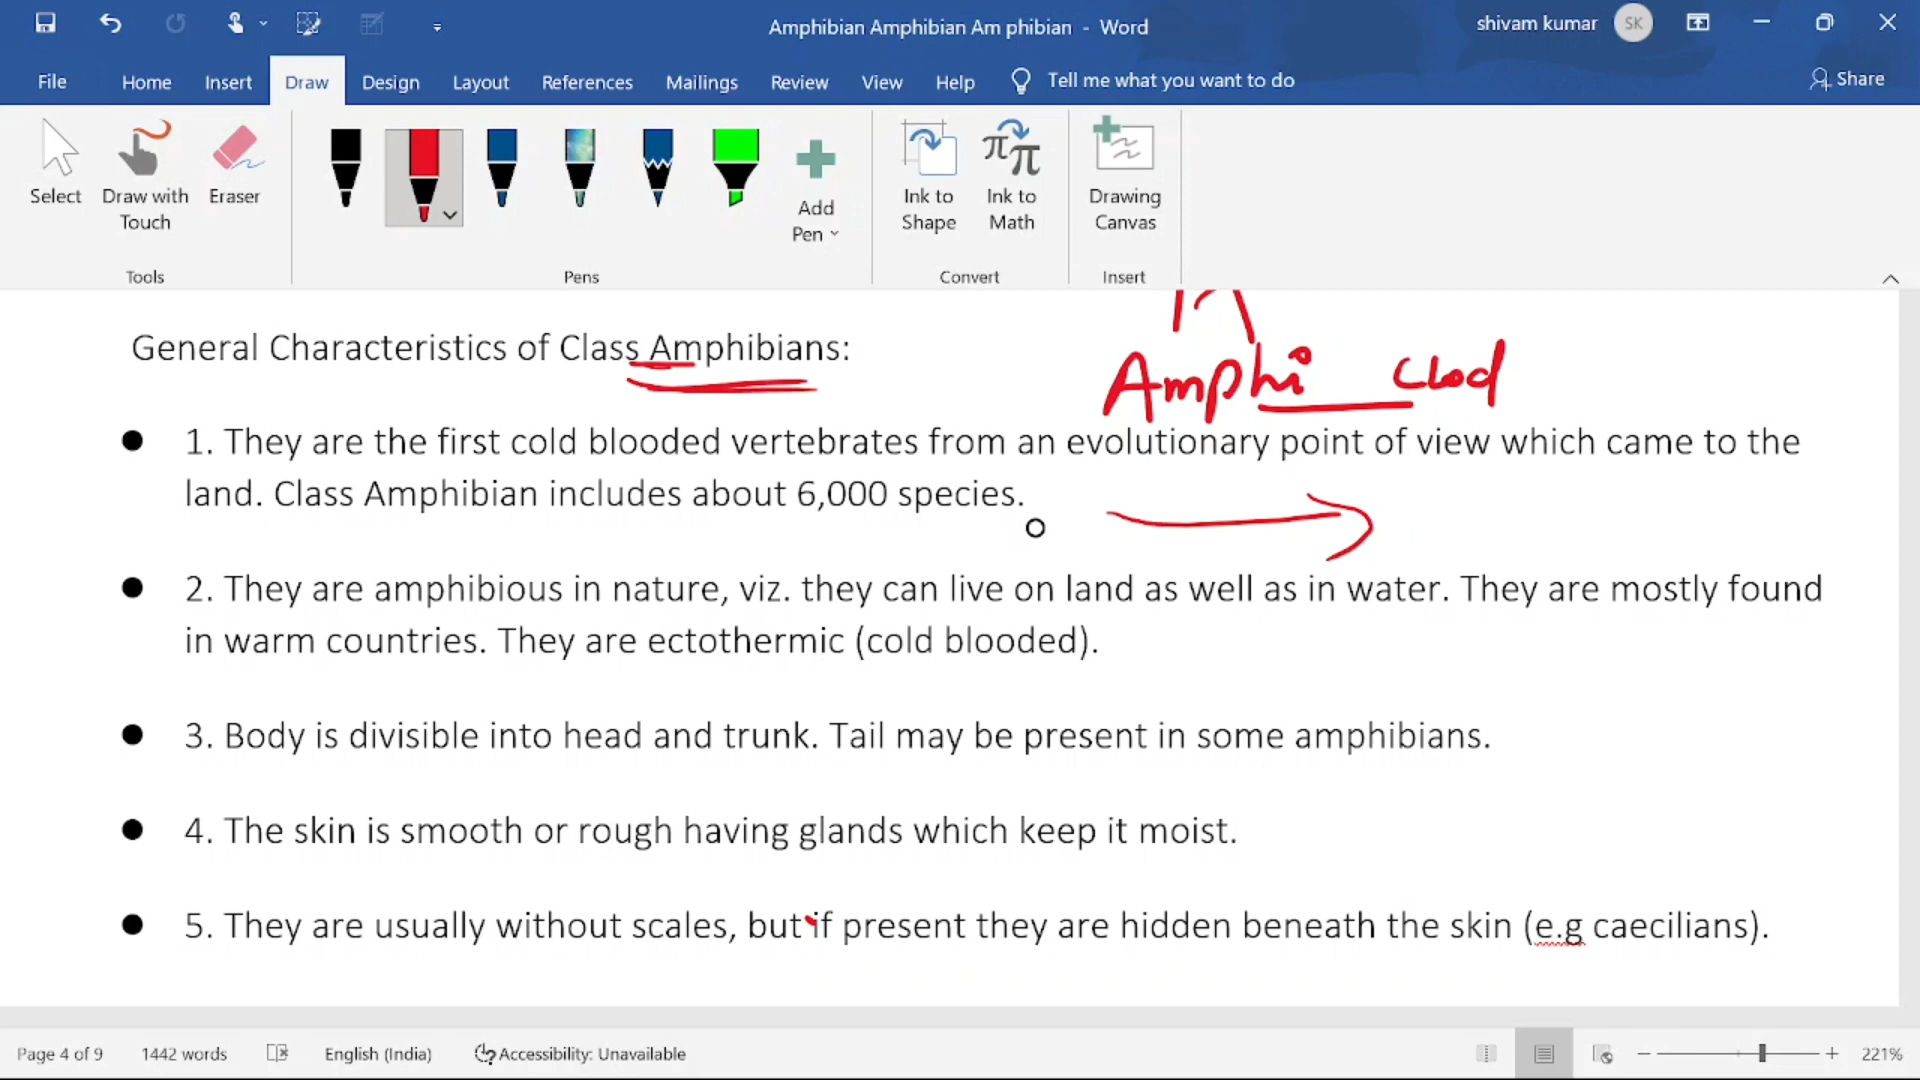 Amphibian Amphibian Am phibian - Word
shivam kumar
SK
File
Home
Insert
Draw
Design
Layout
References
Mailings
Review
View
Help
Tell me what you want to do
Share
Select
Draw with
Touch
Eraser
Add
Pen
Ink to
Shape
Ink to
Math
Drawing
Canvas
Tools
Pens
Convert
Insert
General Characteristics of Class Amphibians:
Amphi
● 1. They are the first cold blooded vertebrates from an evolutionary point of view which came to the
land. Class Amphibian includes about 6,000 species.
● 2. They are amphibious in nature, viz. they can live on land as well as in water. They are mostly found
in warm countries. They are ectothermic (cold blooded).
● 3. Body is divisible into head and trunk. Tail may be present in some amphibians.
● 4. The skin is smooth or rough having glands which keep it moist.
● 5. They are usually without scales, but if present they are hidden beneath the skin (e.g caecilians).
Page 4 of 9
1442 words
English (India)
Accessibility: Unavailable
221%